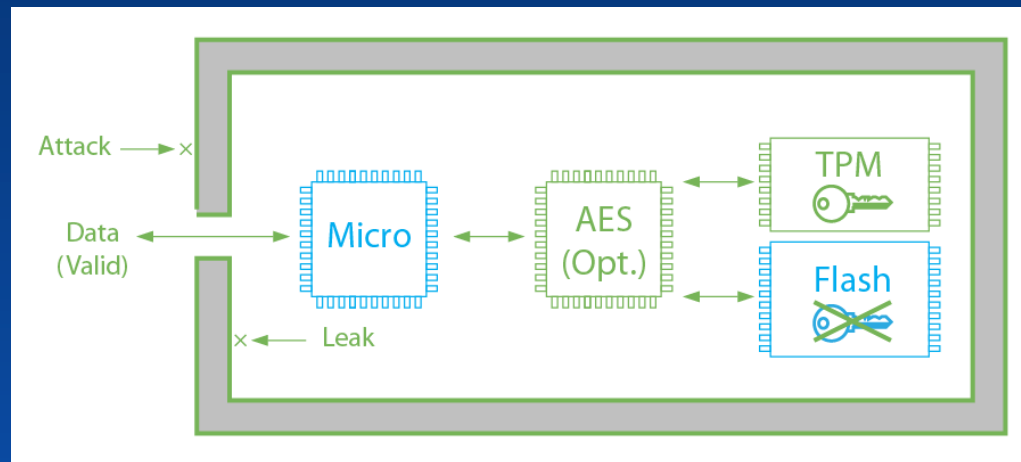 Attack
Data
(Valid)
Leak
Micro
AES
(Opt.)
TPM
Flash